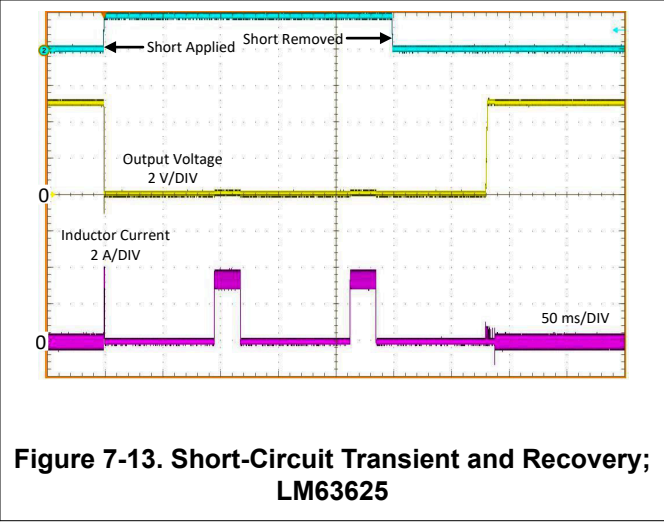 2
Short Applied
Short Removed
Output Voltage
2 V/DIV
0
Inductor Current
2 A/DIV
50 ms/DIV
0
Figure 7-13. Short-Circuit Transient and Recovery;
LM63625